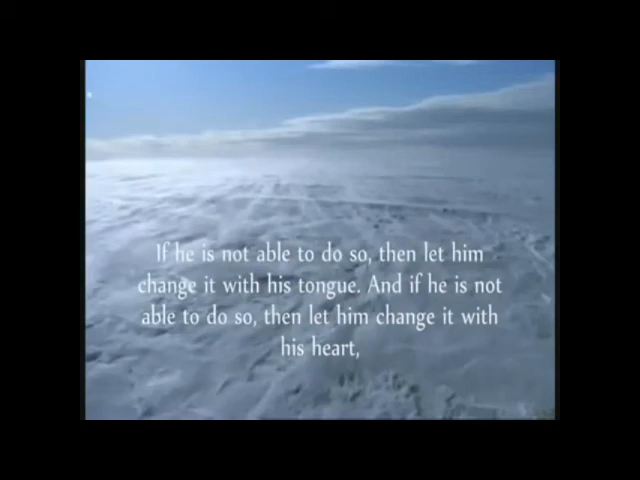 If he is not able to do so, then let him
change it with his tongue. And if he is not
able to do so, then let him change it with
his heart,